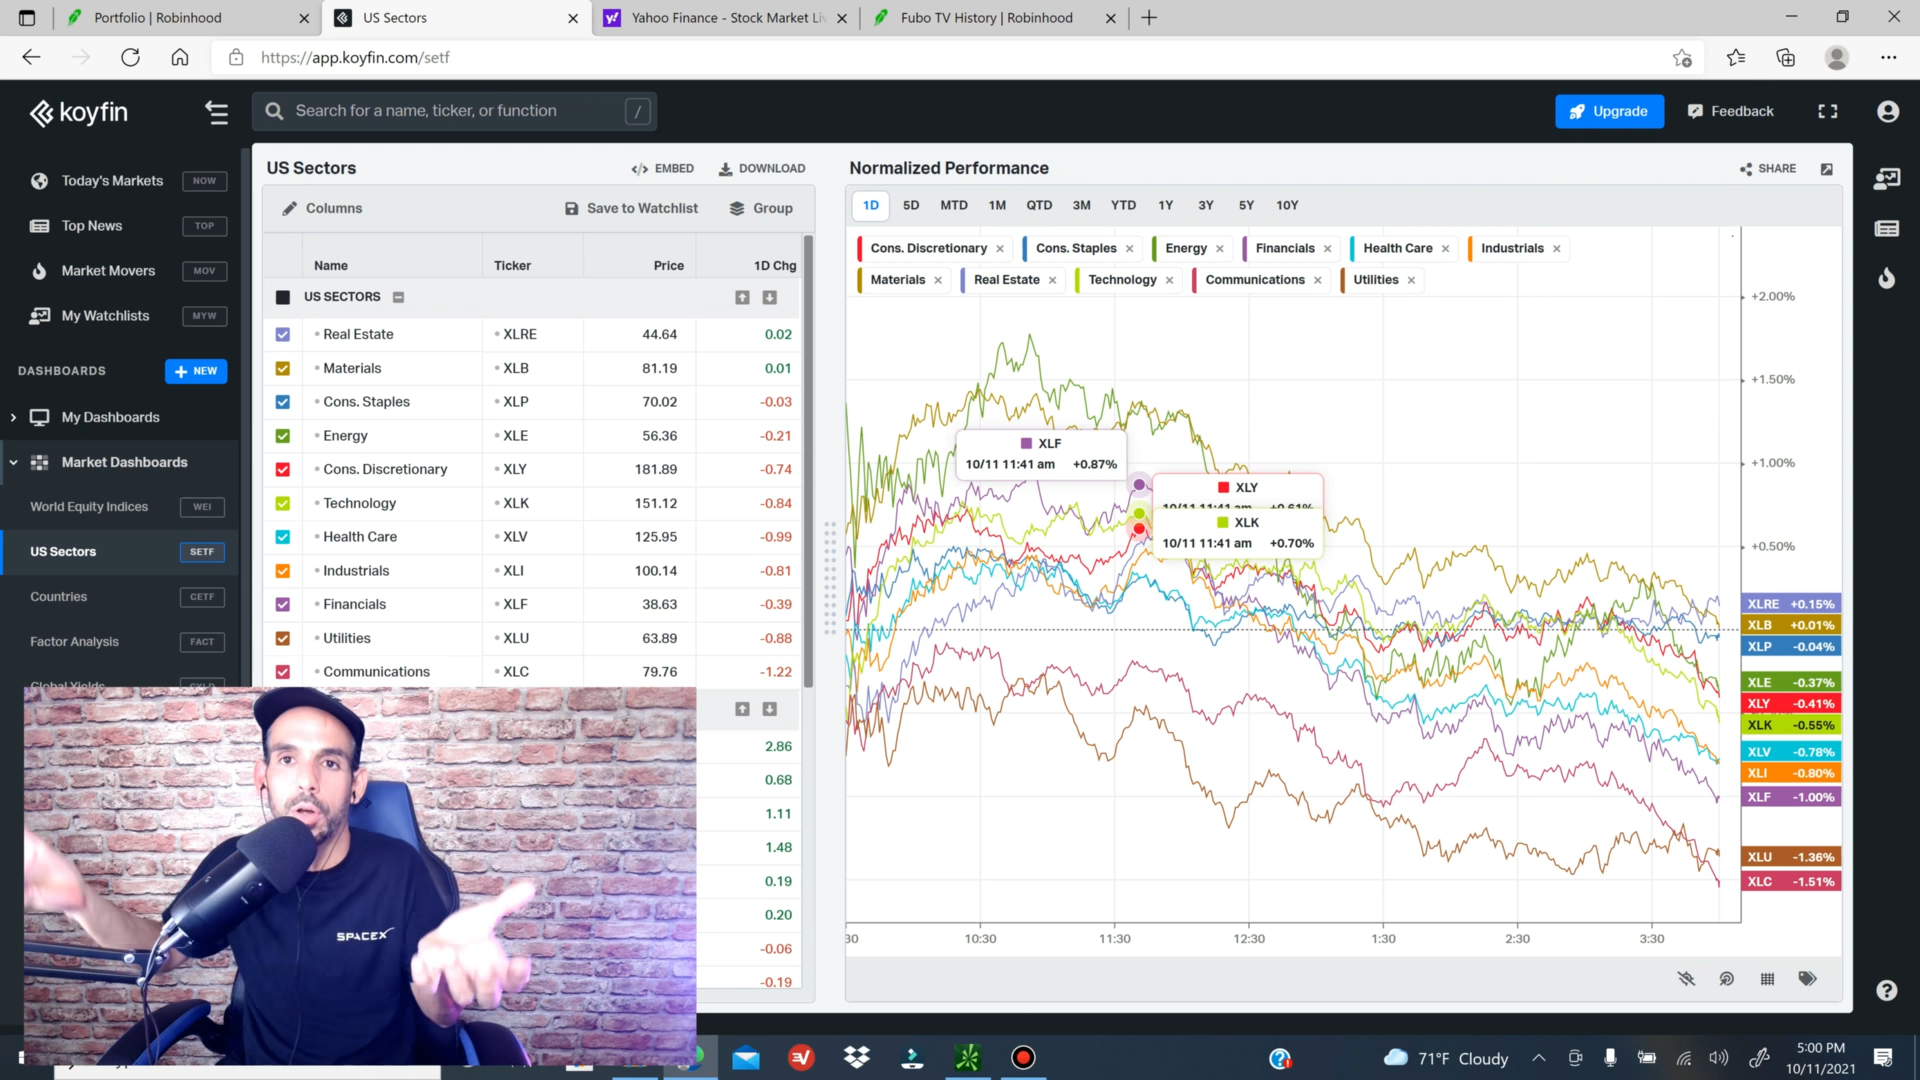 Portfolio | Robinhood
US Sectors
Yahoo Finance - Stock Market Li
Fubo TV History | Robinhood
https://app.koyfin.com/setf
koyfin
Search for a name, ticker, or function
/
Upgrade
Feedback
Today's Markets NOW
Top News TOP
Market Movers MOV
My Watchlists MYW
DASHBOARDS
NEW
My Dashboards
Market Dashboards
World Equity Indices WEI
US Sectors SETF
Countries CETF
Factor Analysis FACT
US Sectors
EMBED
DOWNLOAD
Columns
Save to Watchlist
Group
Name Ticker Price 1D Chg
US SECTORS
Real Estate XLRE 44.64 0.02
Materials XLB 81.19 0.01
Cons. Staples XLP 70.02 -0.03
Energy XLE 56.36 -0.21
Cons. Discretionary XLY 181.89 -0.74
Technology XLK 151.12 -0.84
Health Care XLV 125.95 -0.99
Industrials XLI 100.14 -0.81
Financials XLF 38.63 -0.39
Utilities XLU 63.89 -0.88
Communications XLC 79.76 -1.22
2.86
0.68
1.11
1.48
0.19
0.20
-0.06
-0.19
Normalized Performance
SHARE
1D 5D MTD 1M QTD 3M YTD 1Y 3Y 5Y 10Y
Cons. Discretionary Cons. Staples Energy Financials Health Care Industrials
Materials Real Estate Technology Communications Utilities
+2.00%
+1.50%
+1.00%
+0.50%
XLF
10/11 11:41 am +0.87%
XLY
10/11 11:41 am +0.61%
XLK
10/11 11:41 am +0.70%
XLRE +0.15%
XLB +0.01%
XLP -0.04%
XLE -0.37%
XLY -0.41%
XLK -0.55%
XLV -0.78%
XLI -0.80%
XLF -1.00%
XLU -1.36%
XLC -1.51%
30 10:30 11:30 12:30 1:30 2:30 3:30
SPACEX
71°F Cloudy
5:00 PM
10/11/2021